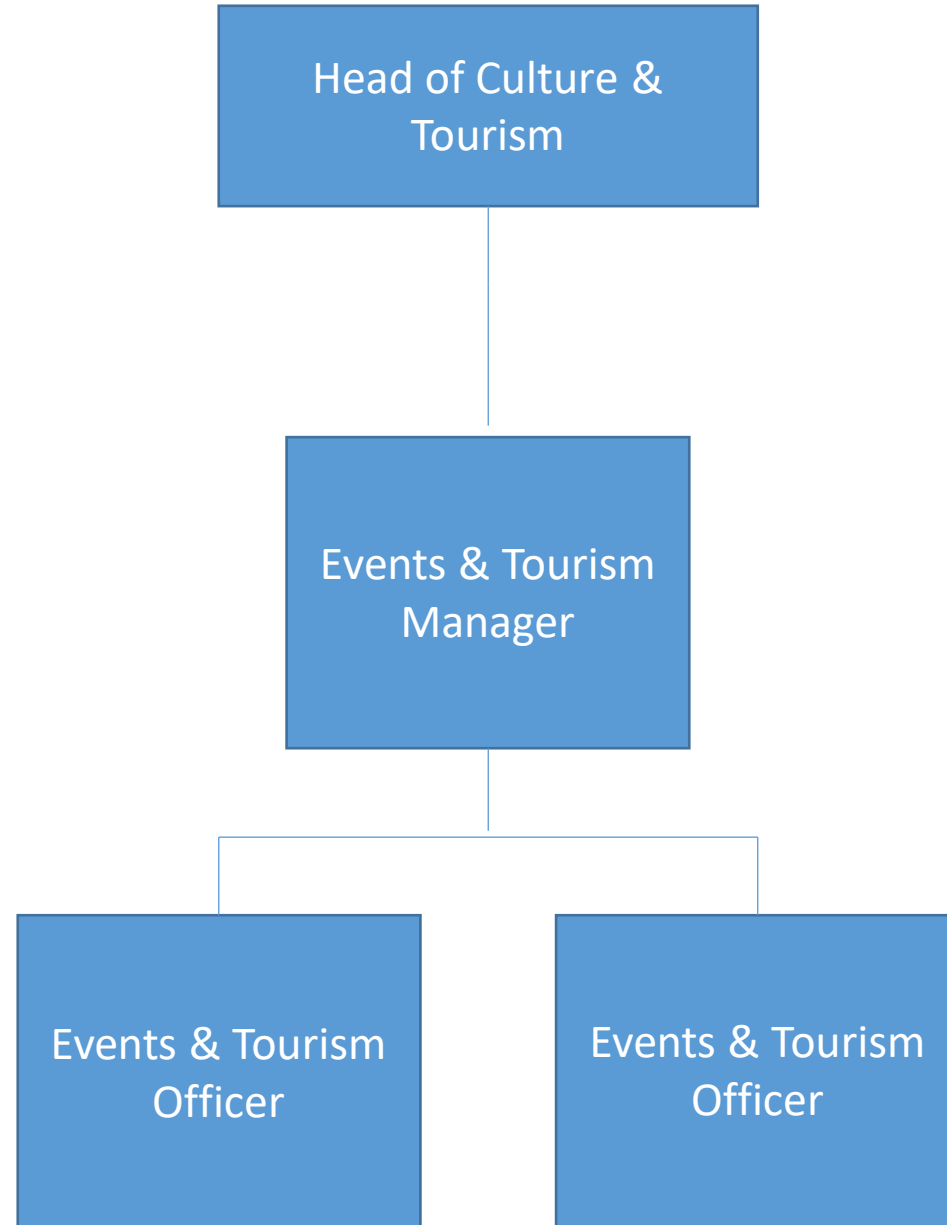 Head of Culture &
Tourism
Events & Tourism
Manager
Events & Tourism
Officer
Events & Tourism
Officer